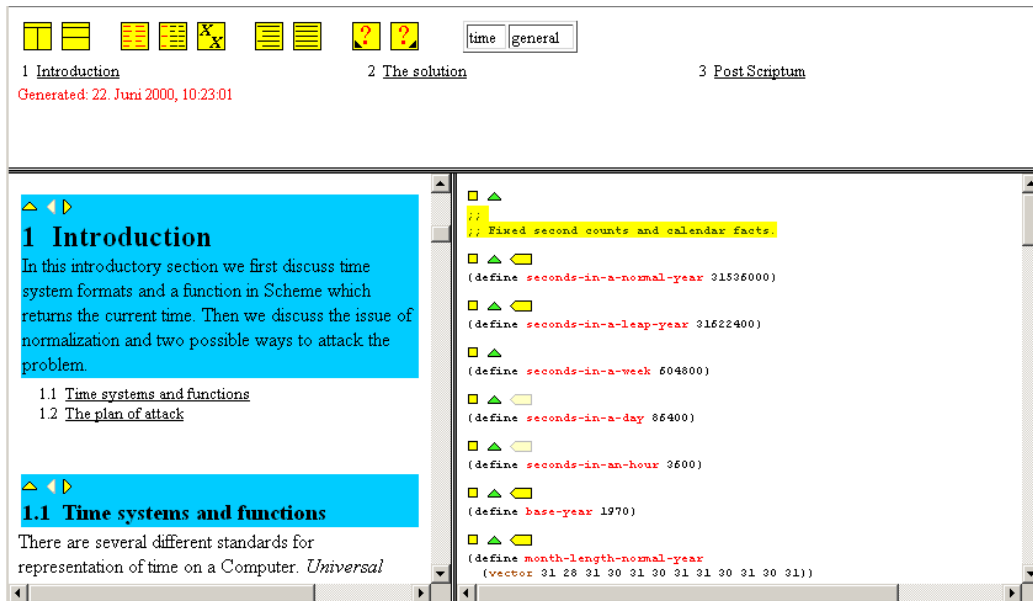 time general
1 Introduction 2 The solution 3 Post Scriptum
Generated: 22. Juni 2000, 10:23:01
1 Introduction
In this introductory section we first discuss time
system formats and a function in Scheme which
returns the current time. Then we discuss the issue of
normalization and two possible ways to attack the
problem.
1.1 Time systems and functions
1.2 The plan of attack
1.1 Time systems and functions
There are several different standards for
representation of time on a Computer. Universal
;;
;; Fixed second counts and calendar facts.
(define seconds-in-a-normal-year 31536000)
(define seconds-in-a-leap-year 31622400)
(define seconds-in-a-week 604800)
(define seconds-in-a-day 86400)
(define seconds-in-an-hour 3600)
(define base-year 1970)
(define month-length-normal-year
(vector 31 28 31 30 31 30 31 31 30 31 30 31))